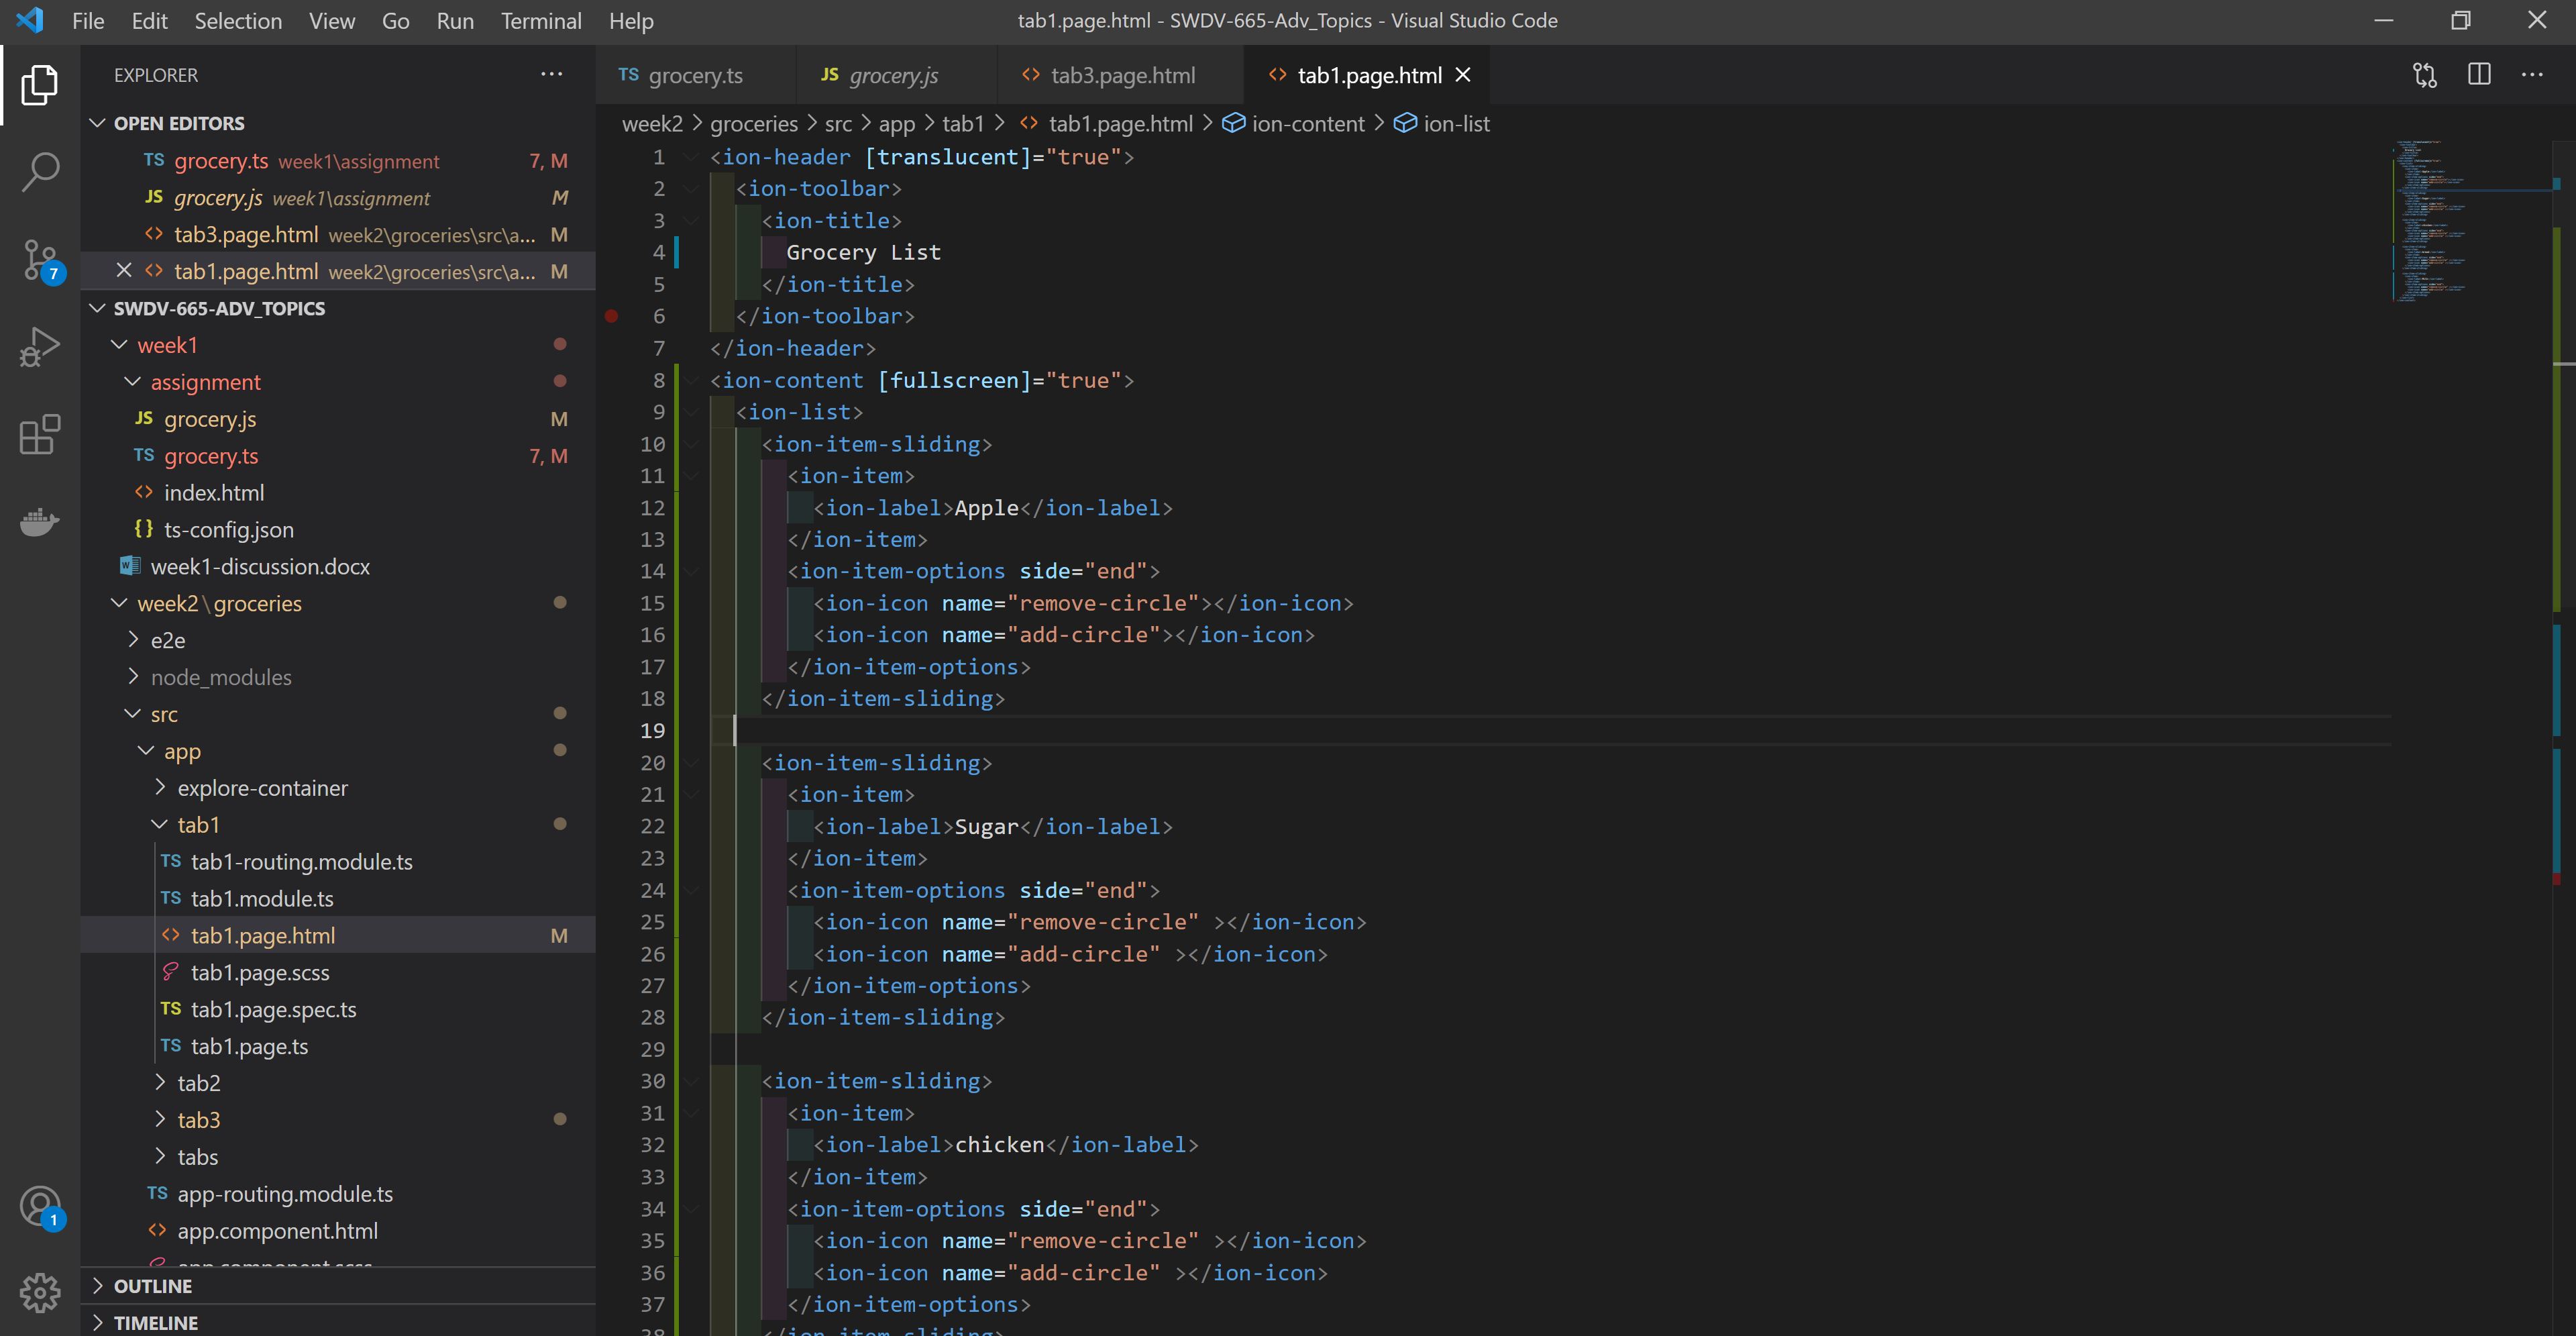 File Edit Selection View Go Run Terminal Help
tab1.page.html - SWDV-665-Adv_Topics - Visual Studio Code
EXPLORER
OPEN EDITORS
TS grocery.ts week1\assignment 7, M
JS grocery.js week1\assignment M
<> tab3.page.html week2\groceries\src\a... M
<> tab1.page.html week2\groceries\src\a... M
SWDV-665-ADV_TOPICS
week1
assignment
JS grocery.js M
TS grocery.ts 7, M
<> index.html
{} ts-config.json
week1-discussion.docx
week2\groceries
e2e
node_modules
src
app
explore-container
tab1
TS tab1-routing.module.ts
TS tab1.module.ts
<> tab1.page.html M
tab1.page.scss
TS tab1.page.spec.ts
TS tab1.page.ts
tab2
tab3
tabs
TS app-routing.module.ts
<> app.component.html
app.component.scss
OUTLINE
TIMELINE
7
1
TS grocery.ts JS grocery.js <> tab3.page.html <> tab1.page.html
week2 > groceries > src > app > tab1 > <> tab1.page.html > ion-content > ion-list
1 <ion-header [translucent]="true">
2 <ion-toolbar>
3 <ion-title>
4 Grocery List
5 </ion-title>
6 </ion-toolbar>
7 </ion-header>
8 <ion-content [fullscreen]="true">
9 <ion-list>
10 <ion-item-sliding>
11 <ion-item>
12 <ion-label>Apple</ion-label>
13 </ion-item>
14 <ion-item-options side="end">
15 <ion-icon name="remove-circle"></ion-icon>
16 <ion-icon name="add-circle"></ion-icon>
17 </ion-item-options>
18 </ion-item-sliding>
19
20 <ion-item-sliding>
21 <ion-item>
22 <ion-label>Sugar</ion-label>
23 </ion-item>
24 <ion-item-options side="end">
25 <ion-icon name="remove-circle" ></ion-icon>
26 <ion-icon name="add-circle" ></ion-icon>
27 </ion-item-options>
28 </ion-item-sliding>
29
30 <ion-item-sliding>
31 <ion-item>
32 <ion-label>chicken</ion-label>
33 </ion-item>
34 <ion-item-options side="end">
35 <ion-icon name="remove-circle" ></ion-icon>
36 <ion-icon name="add-circle" ></ion-icon>
37 </ion-item-options>
38 </ion-item-sliding>